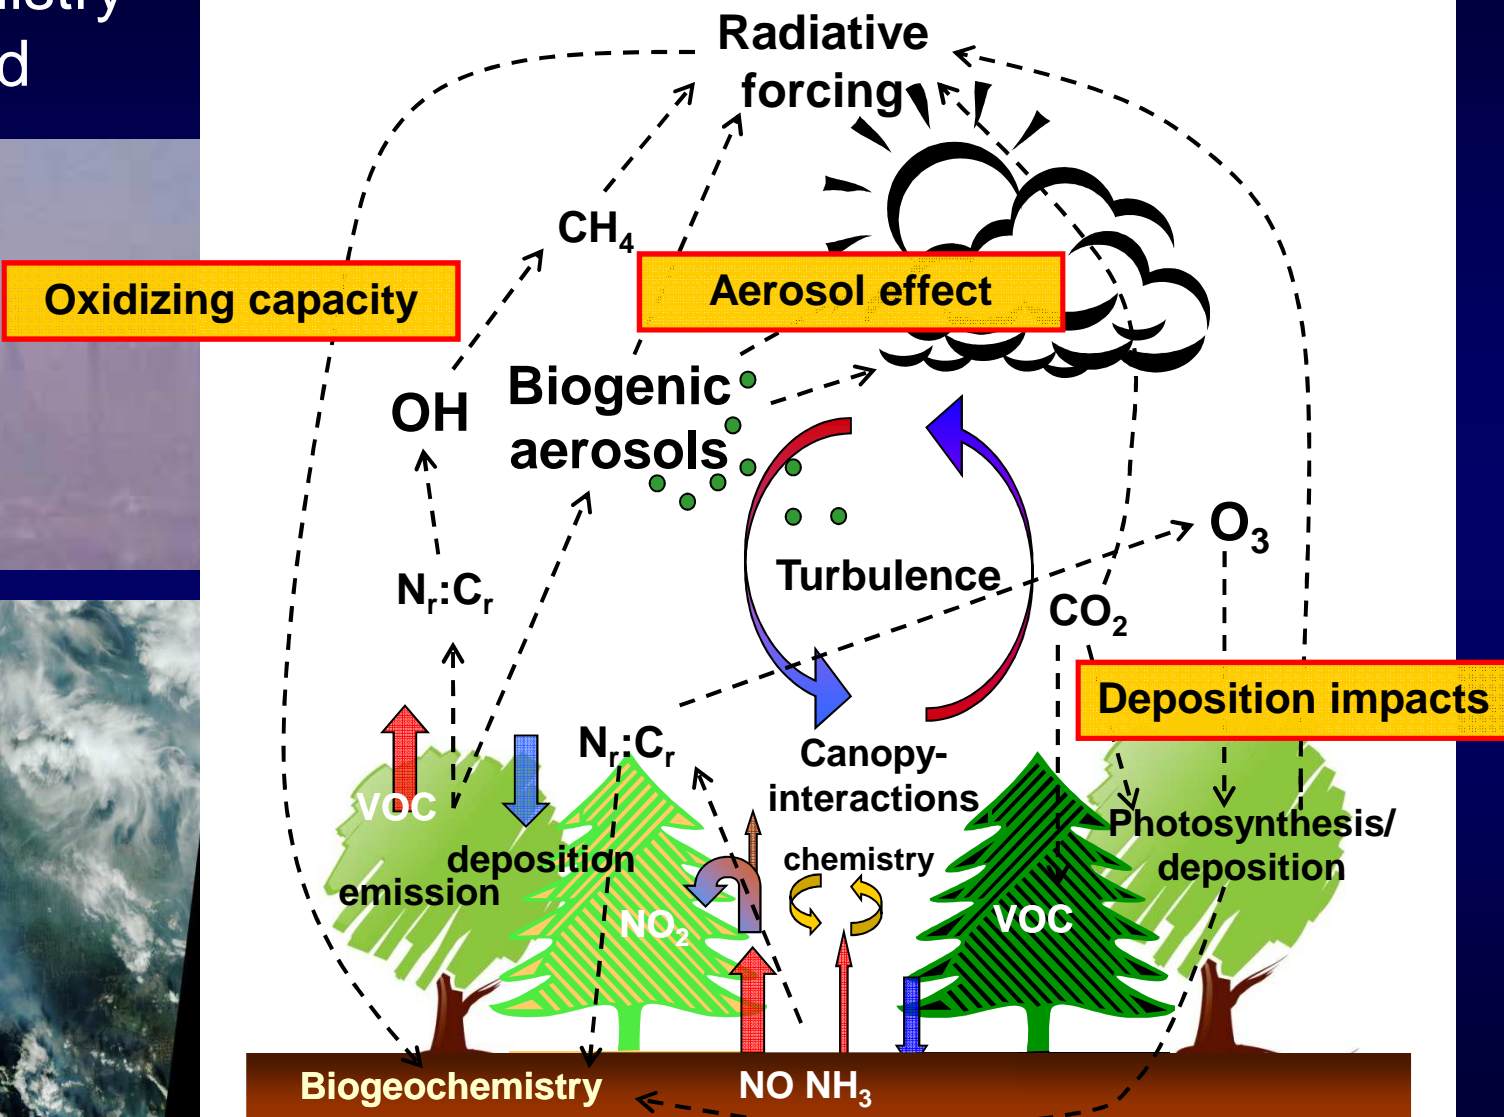 d
Radiative
forcing
CH₄
Oxidizing capacity
Aerosol effect
Biogenic
aerosols
OH
O₃
Turbulence
Nᵣ:Cᵣ
CO₂
Deposition impacts
Nᵣ:Cᵣ
Canopy-
interactions
VOC
Photosynthesis/
deposition
chemistry
deposition
emission
NO₂
VOC
Biogeochemistry
NO NH₃